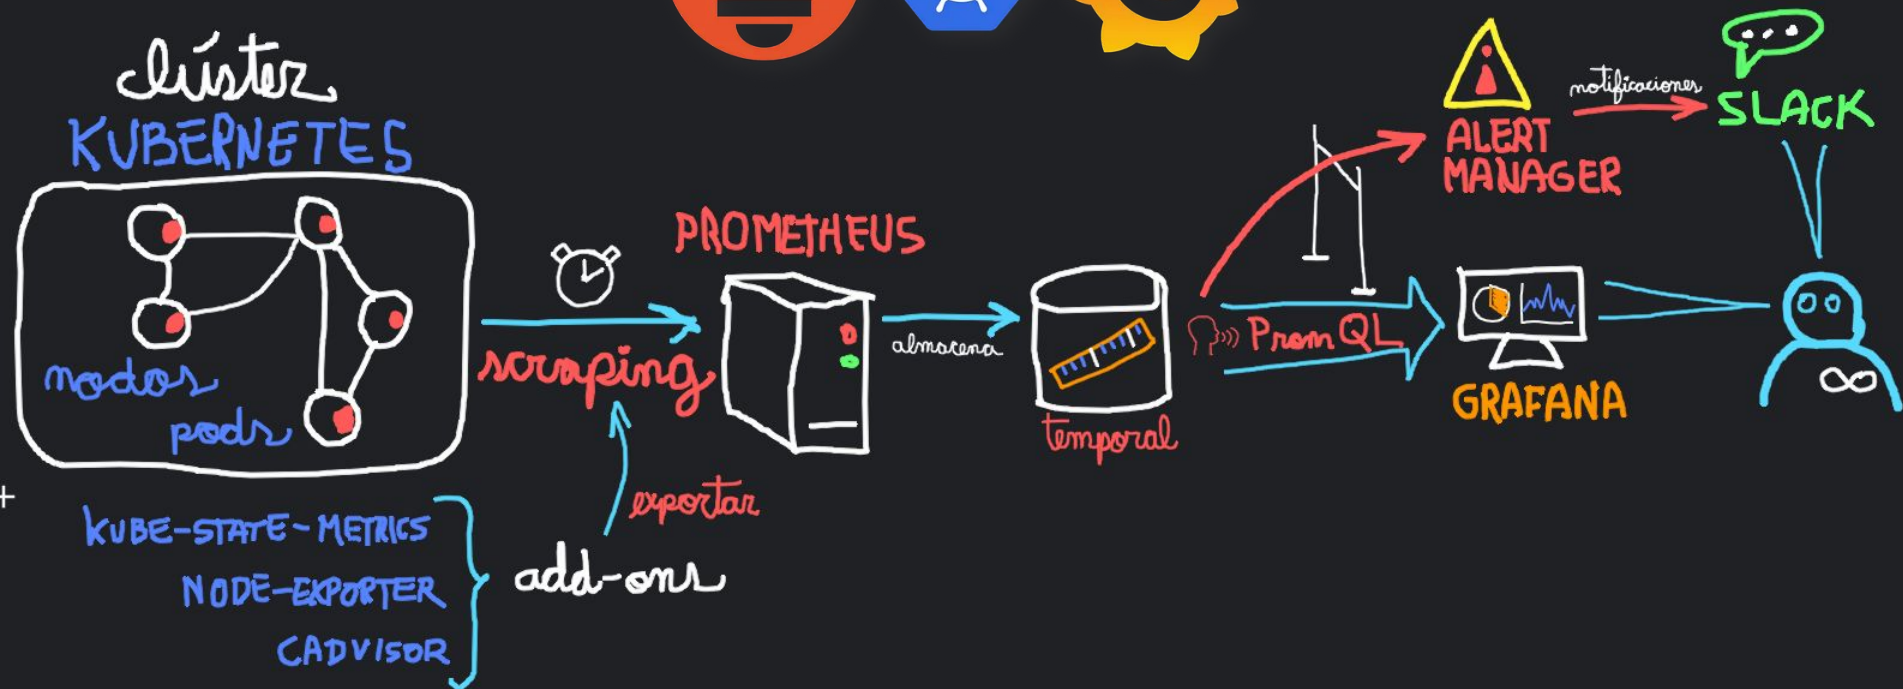 clúster
KUBERNETES
nodos
pods
KUBE-STATE-METRICS
NODE-EXPORTER
CADVISOR
add-ons
exportar
scraping
PROMETHEUS
almacena
temporal
PromQL
ALERT
MANAGER
notificaciones
SLACK
GRAFANA